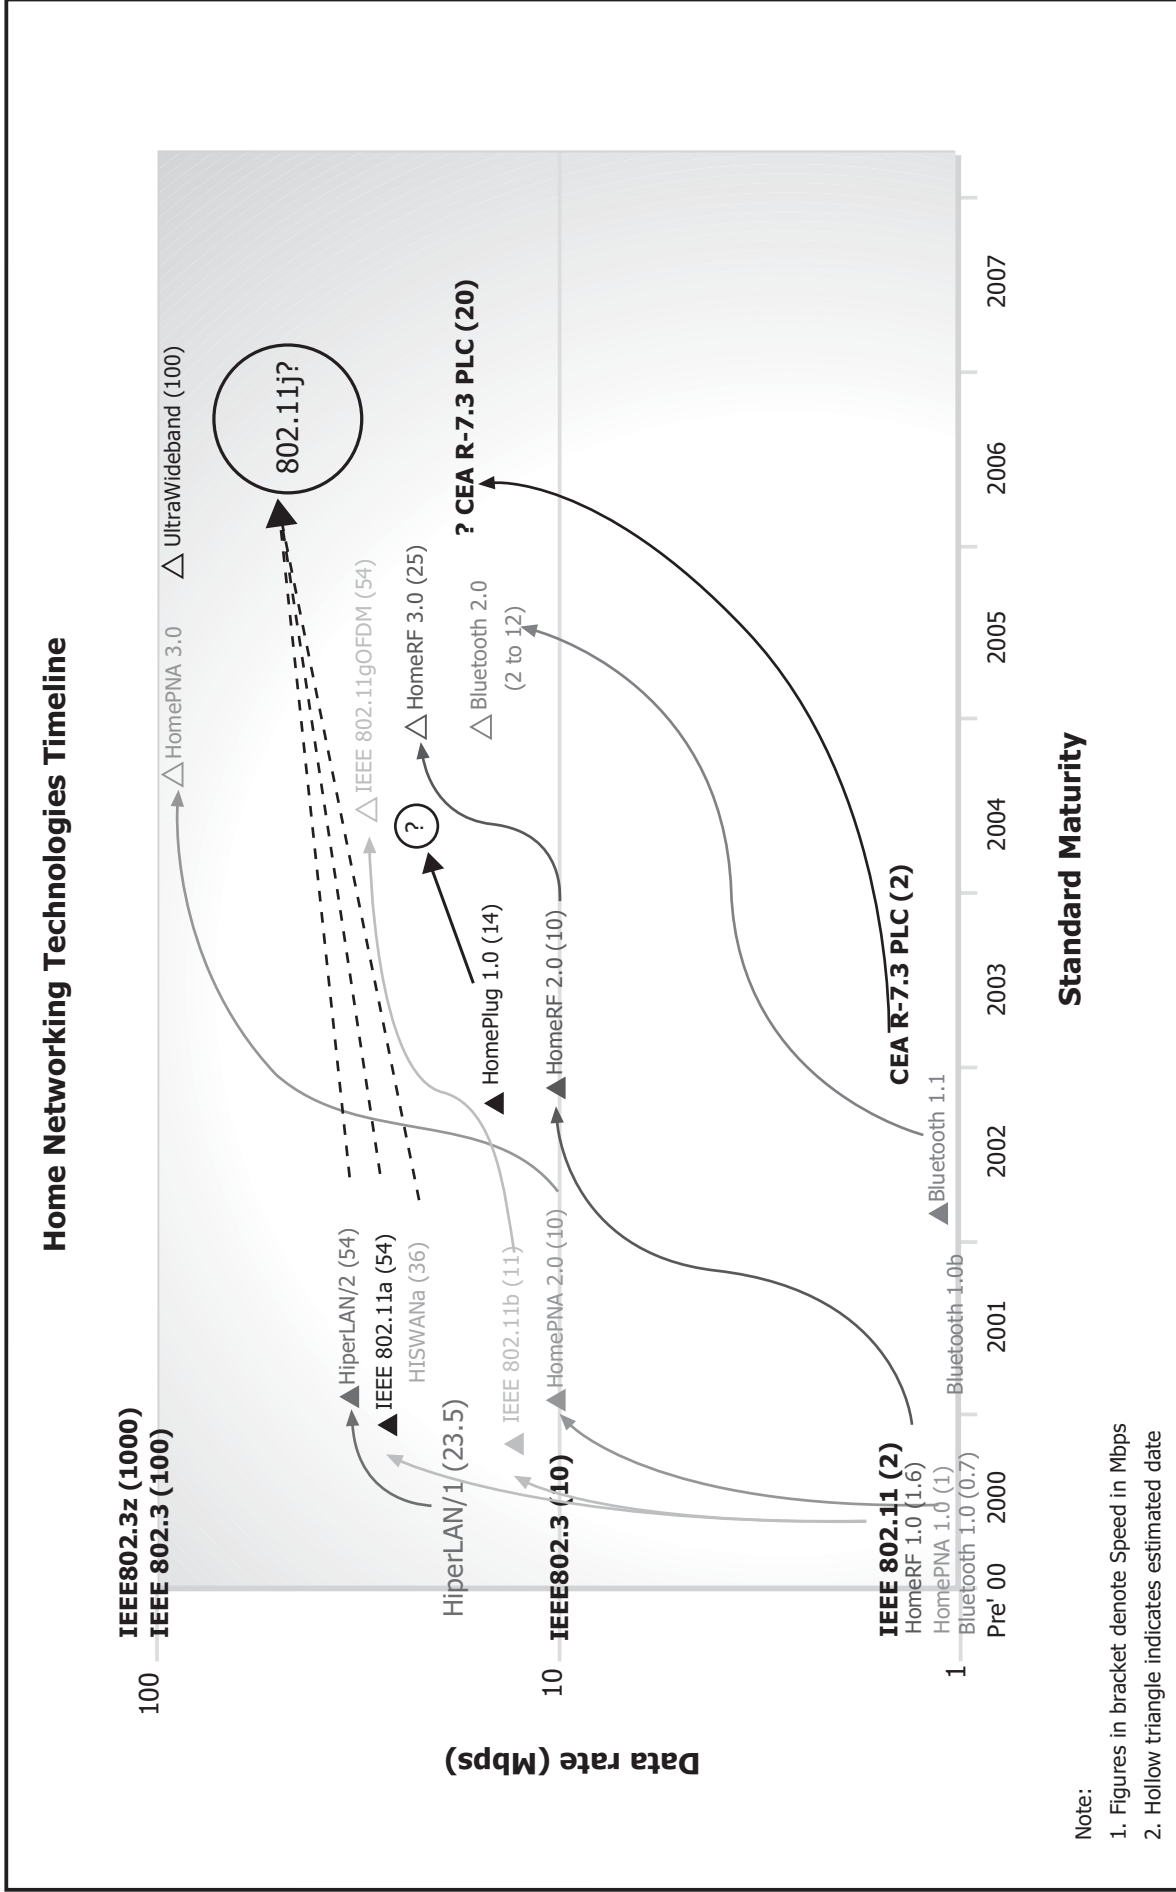 Home Networking Technologies Timeline
IEEE802.3z (1000)
IEEE 802.3 (100)
100
HomePNA 3.0
UltraWideband (100)
802.11j?
HiperLAN/2 (54)
IEEE 802.11a (54)
HISWANa (36)
IEEE 802.11gOFDM (54)
?
HomeRF 3.0 (25)
HiperLAN/1 (23.5)
? CEA R-7.3 PLC (20)
Bluetooth 2.0
(2 to 12)
HomePlug 1.0 (14)
IEEE 802.11b (11)
Data rate (Mbps)
10
IEEE802.3 (10)
HomePNA 2.0 (10)
HomeRF 2.0 (10)
IEEE 802.11 (2)
CEA R-7.3 PLC (2)
HomeRF 1.0 (1.6)
HomePNA 1.0 (1)
Bluetooth 1.1
Bluetooth 1.0 (0.7)
Bluetooth 1.0b
1
Pre' 00 2000 2001 2002 2003 2004 2005 2006 2007
Standard Maturity
Note:
1. Figures in bracket denote Speed in Mbps
2. Hollow triangle indicates estimated date